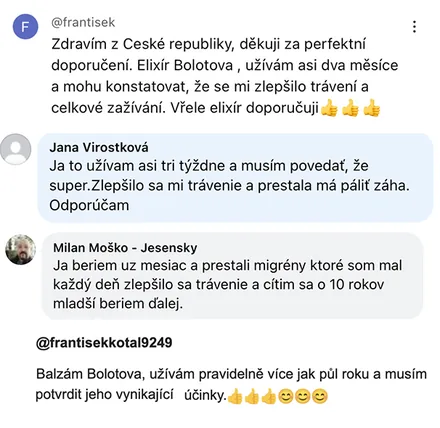 F
@frantisek
Zdravím z České republiky, děkuji za perfektní
doporučení. Elixír Bolotova , užívám asi dva měsíce
a mohu konstatovat, že se mi zlepšilo trávení a
celkové zažívání. Vřele elixír doporučuji👍👍👍
Jana Virostková
Ja to užívam asi tri týždne a musím povedať, že
super.Zlepšilo sa mi trávenie a prestala má páliť záha.
Odporúčam
Milan Moško - Jesensky
Ja beriem uz mesiac a prestali migrény ktoré som mal
každý deň zlepšilo sa trávenie a cítim sa o 10 rokov
mladší beriem ďalej.
@frantisekkotal9249
Balzám Bolotova, užívám pravidelně více jak půl roku a musím
potvrdit jeho vynikající účinky.👍👍👍😊😊😊